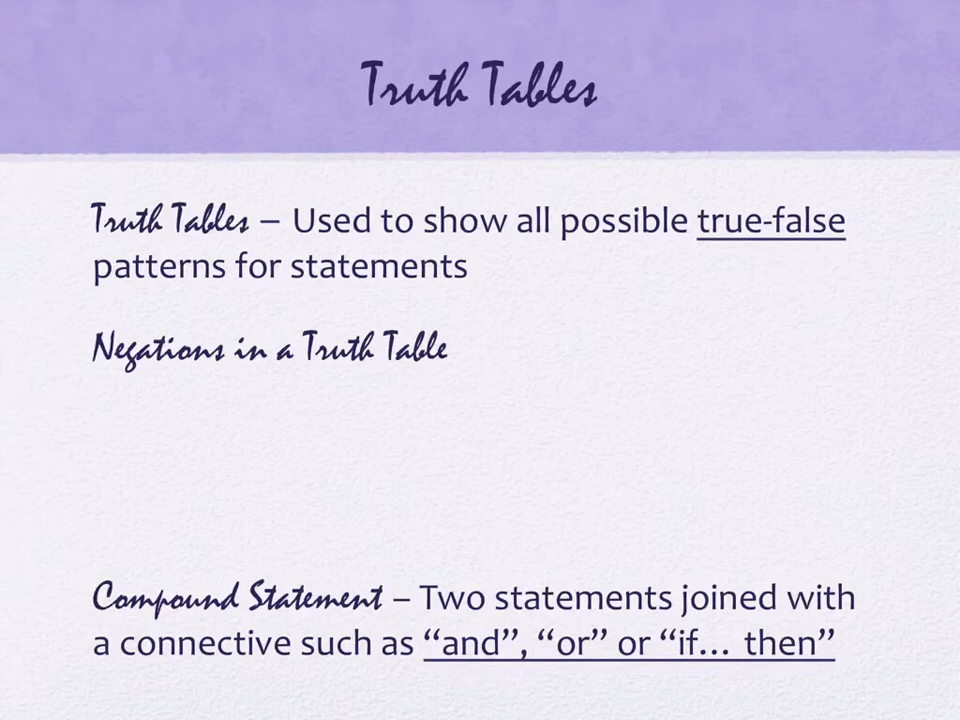 Truth Tables
Truth Tables – Used to show all possible true-false
patterns for statements
Negations in a Truth Table
Compound Statement – Two statements joined with
a connective such as “and”, “or” or “if… then”